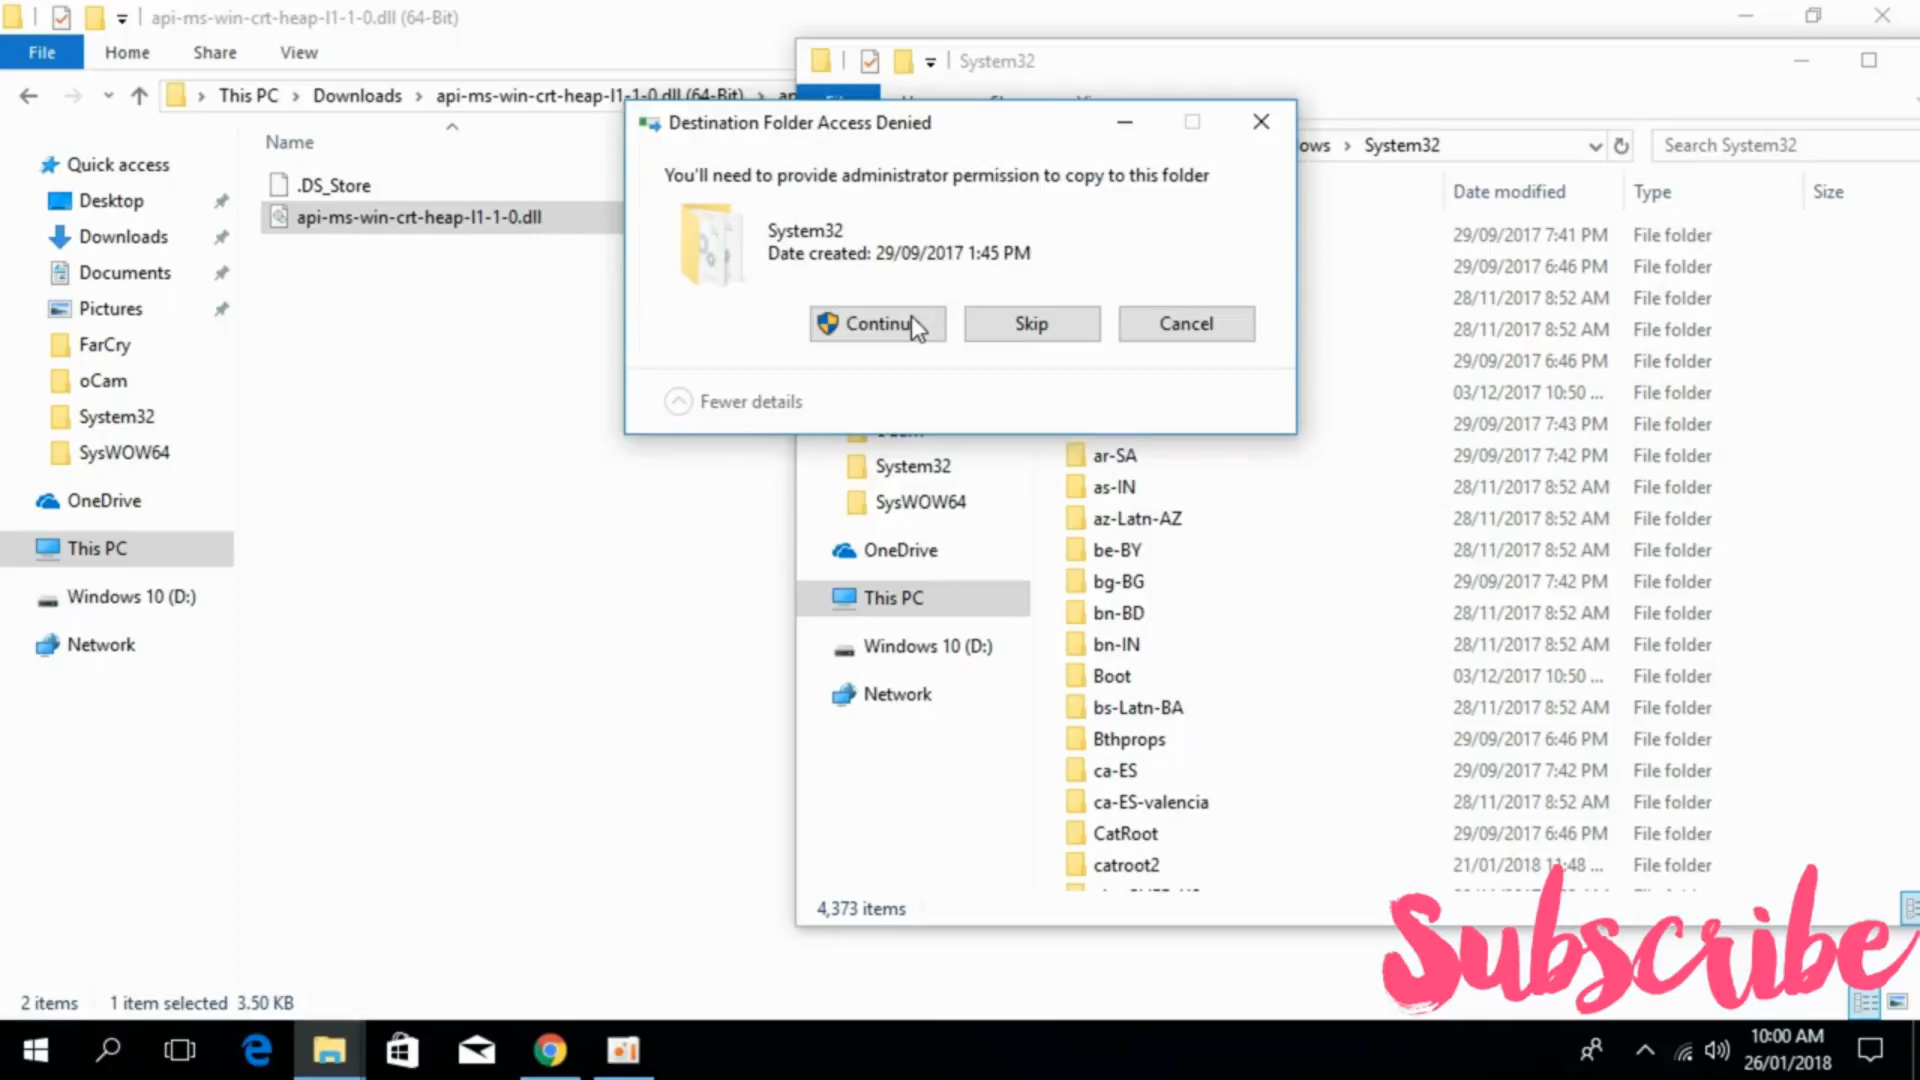 api-ms-win-crt-heap-l1-1-0.dll (64-Bit)
File Home Share View
This PC > Downloads > api-ms-win-crt-heap-l1-1-0.dll (64-Bit) >
Name
.DS_Store
api-ms-win-crt-heap-l1-1-0.dll
Quick access
Desktop
Downloads
Documents
Pictures
FarCry
oCam
System32
SysWOW64
OneDrive
This PC
Windows 10 (D:)
Network
2 items 1 item selected 3.50 KB
System32
System32
Search System32
Destination Folder Access Denied
You'll need to provide administrator permission to copy to this folder
System32
Date created: 29/09/2017 1:45 PM
Continu
Skip
Cancel
Fewer details
System32
SysWOW64
OneDrive
This PC
Windows 10 (D:)
Network
Date modified Type Size
29/09/2017 7:41 PM File folder
29/09/2017 6:46 PM File folder
28/11/2017 8:52 AM File folder
28/11/2017 8:52 AM File folder
29/09/2017 6:46 PM File folder
03/12/2017 10:50 ... File folder
29/09/2017 7:43 PM File folder
ar-SA 29/09/2017 7:42 PM File folder
as-IN 28/11/2017 8:52 AM File folder
az-Latn-AZ 28/11/2017 8:52 AM File folder
be-BY 28/11/2017 8:52 AM File folder
bg-BG 29/09/2017 7:42 PM File folder
bn-BD 28/11/2017 8:52 AM File folder
bn-IN 28/11/2017 8:52 AM File folder
Boot 03/12/2017 10:50 ... File folder
bs-Latn-BA 28/11/2017 8:52 AM File folder
Bthprops 29/09/2017 6:46 PM File folder
ca-ES 29/09/2017 7:42 PM File folder
ca-ES-valencia 28/11/2017 8:52 AM File folder
CatRoot 29/09/2017 6:46 PM File folder
catroot2 21/01/2018 11:48 ... File folder
4,373 items
Subscribe
10:00 AM
26/01/2018